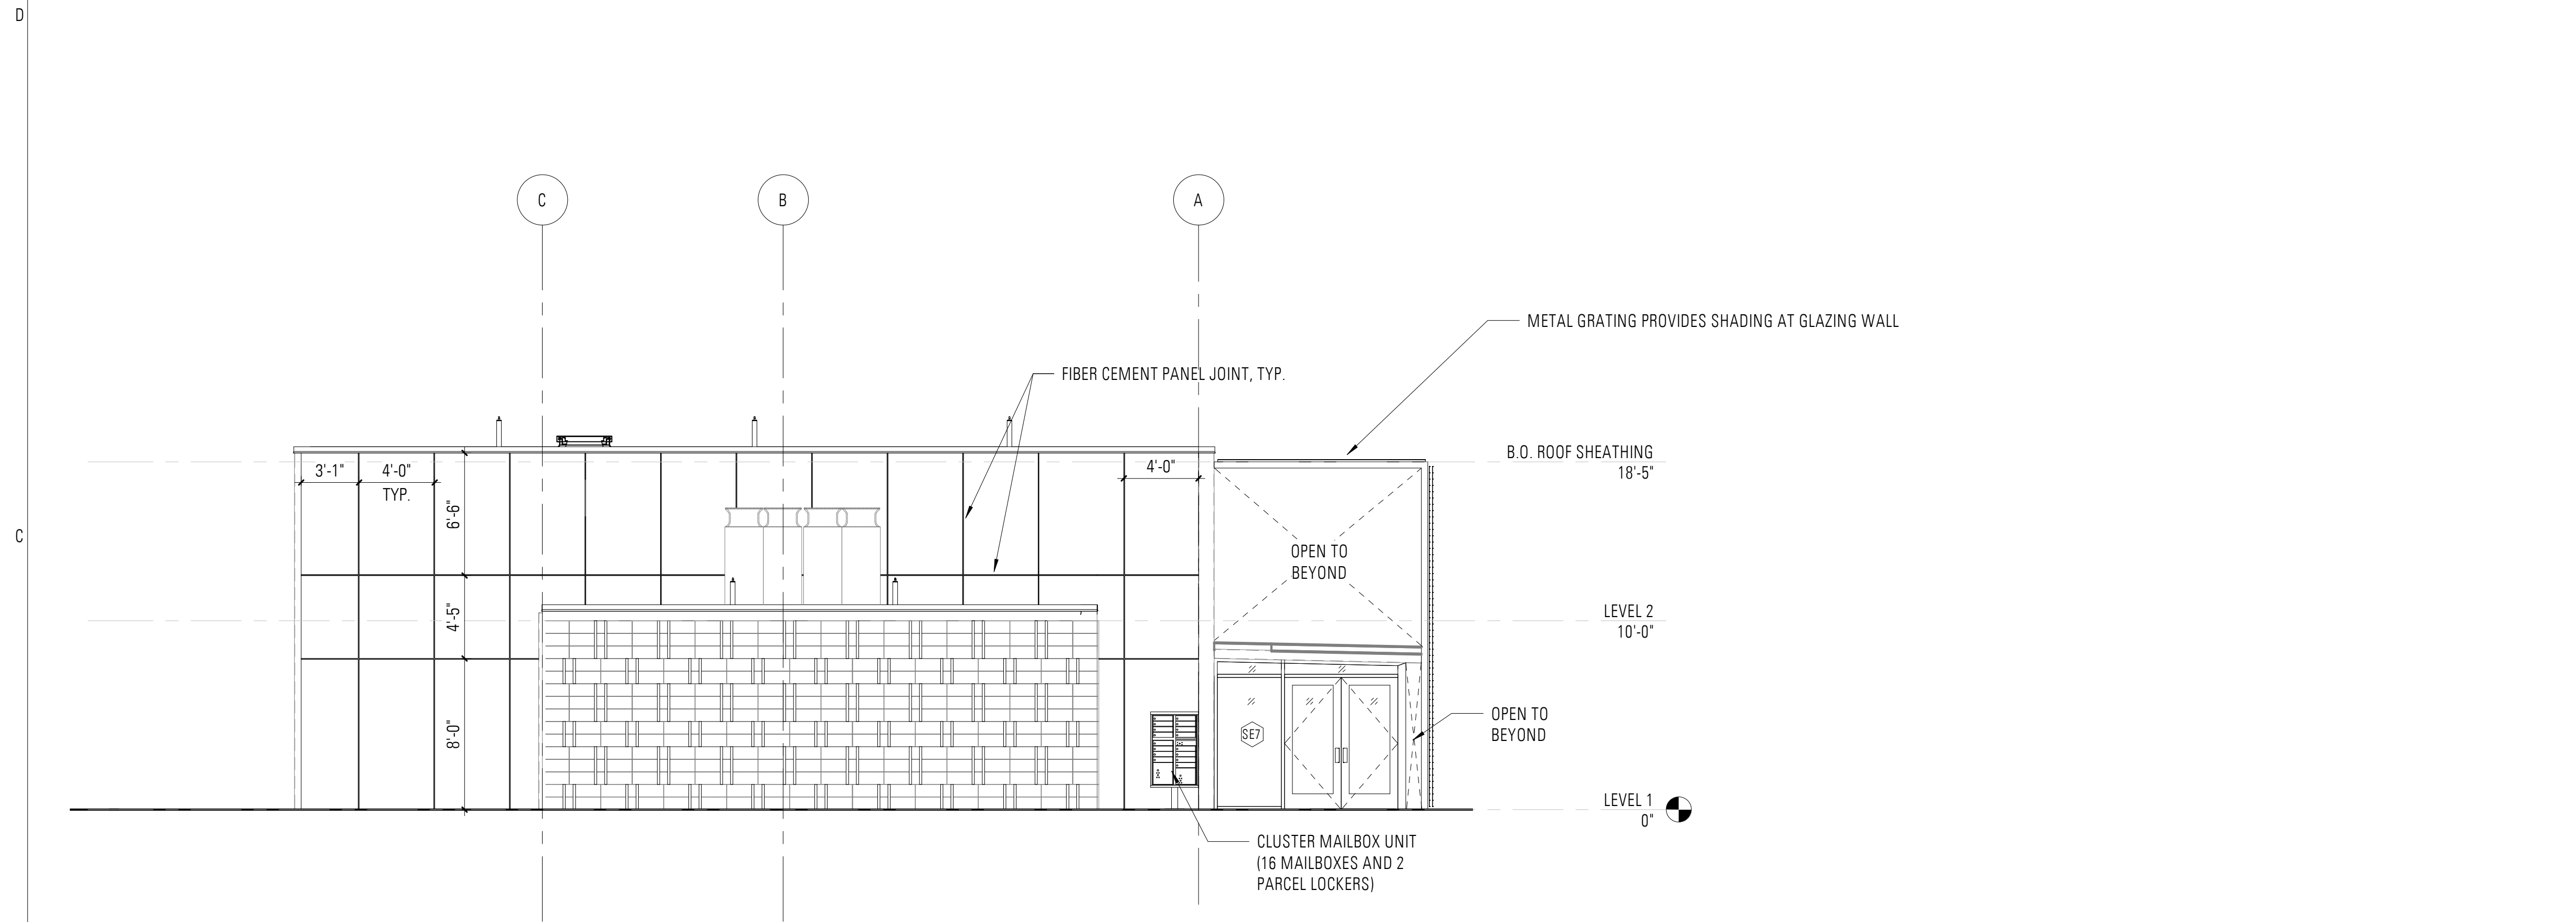 D
C
B
A
METAL GRATING PROVIDES SHADING AT GLAZING WALL
FIBER CEMENT PANEL JOINT, TYP.
B.O. ROOF SHEATHING
18'-5"
3'-1"
4'-0"
TYP.
4'-0"
6'-6"
C
OPEN TO
BEYOND
4'-5"
LEVEL 2
10'-0"
8'-0"
SE7
OPEN TO
BEYOND
LEVEL 1
0"
CLUSTER MAILBOX UNIT
(16 MAILBOXES AND 2
PARCEL LOCKERS)